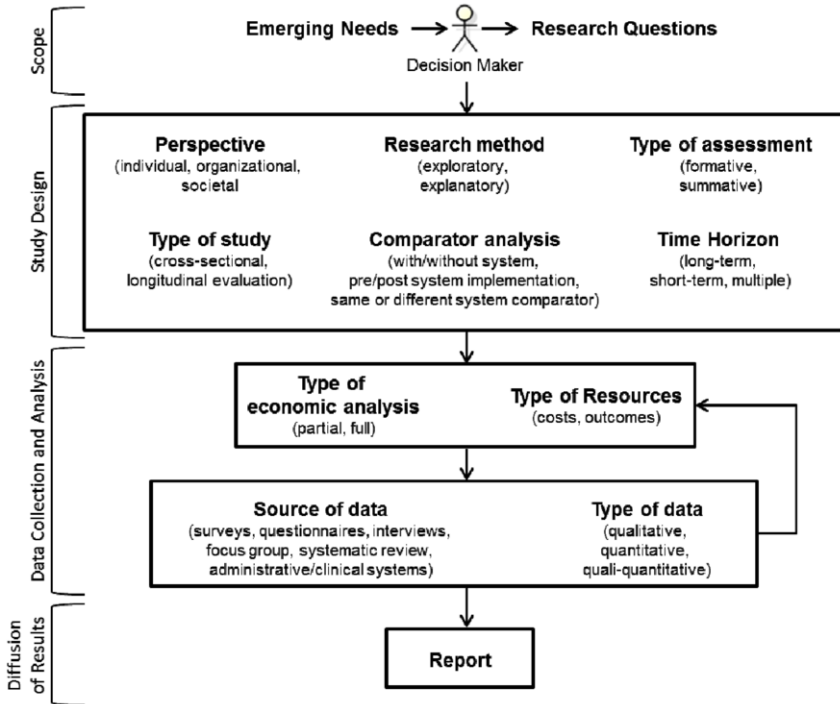 Scope
Emerging Needs
Research Questions
Decision Maker
Study Design
Perspective
(individual, organizational,
societal
Research method
(exploratory,
explanatory)
Type of assessment
(formative,
summative)
Type of study
(cross-sectional,
longitudinal evaluation)
Comparator analysis
(with/without system,
pre/post system implementation,
same or different system comparator)
Time Horizon
(long-term,
short-term, multiple)
Data Collection and Analysis
Type of
economic analysis
(partial, full)
Type of Resources
(costs, outcomes)
Source of data
(surveys, questionnaires, interviews,
focus group, systematic review,
administrative/clinical systems)
Type of data
(qualitative,
quantitative,
quali-quantitative)
Diffusion
of Results
Report